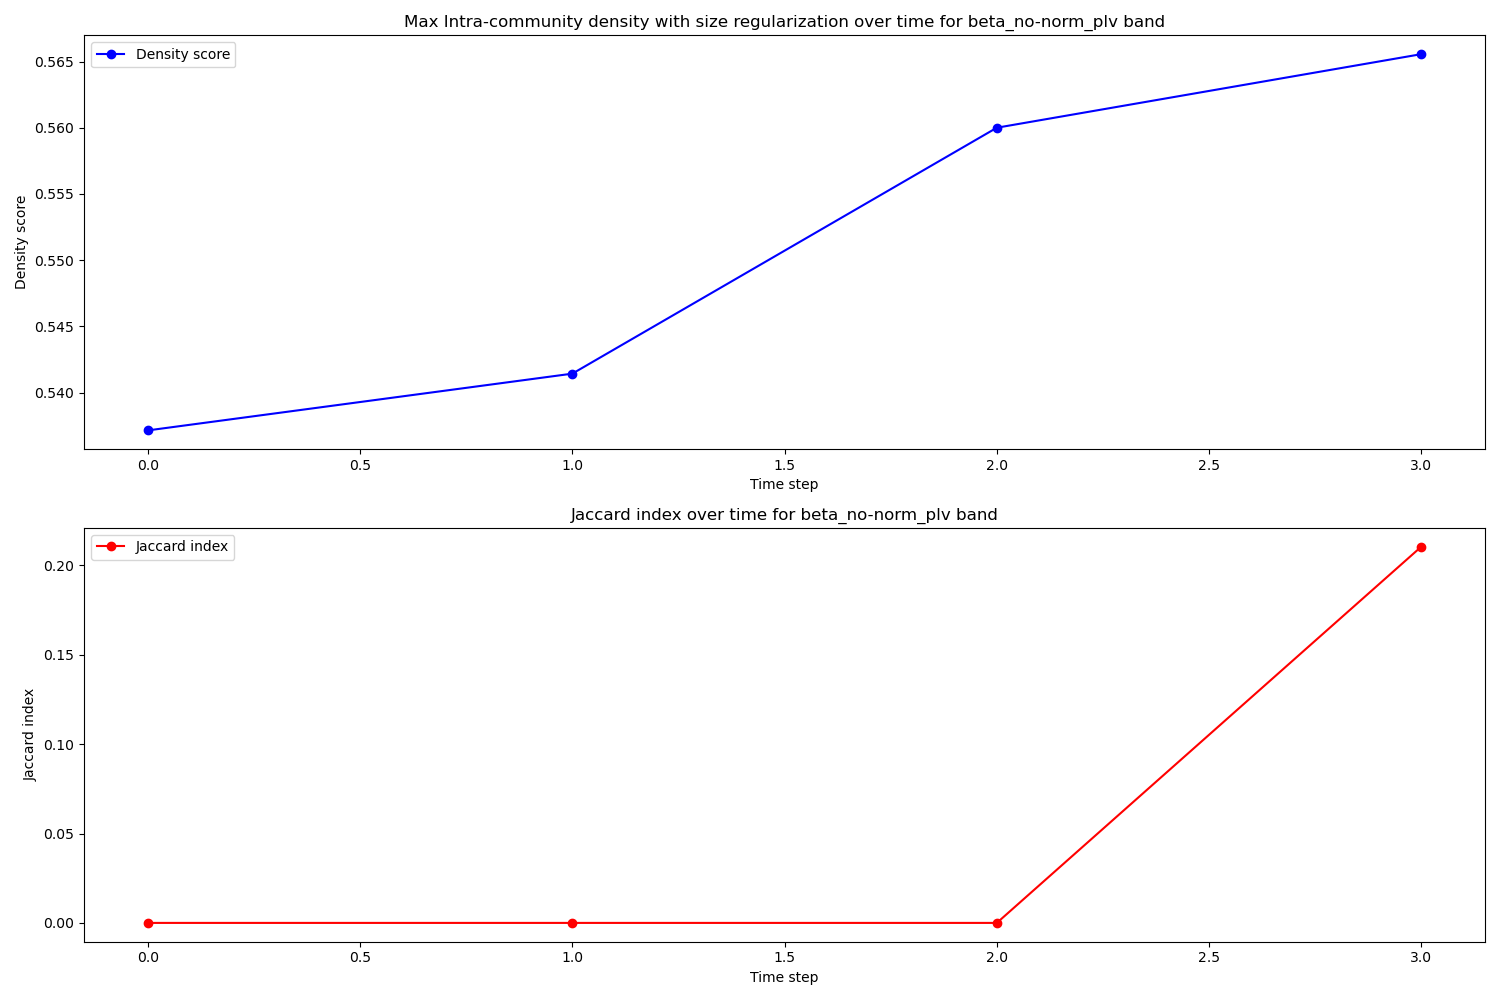 Max Intra-community density with size regularization over time for beta_no-norm_plv band
Density score
0.565
0.560
0.555
0.550
0.545
0.540
Density score
0.0 0.5 1.0 1.5 2.0 2.5 3.0
Time step
Jaccard index over time for beta_no-norm_plv band
Jaccard index
0.20
0.15
0.10
0.05
0.00
Jaccard index
0.0 0.5 1.0 1.5 2.0 2.5 3.0
Time step